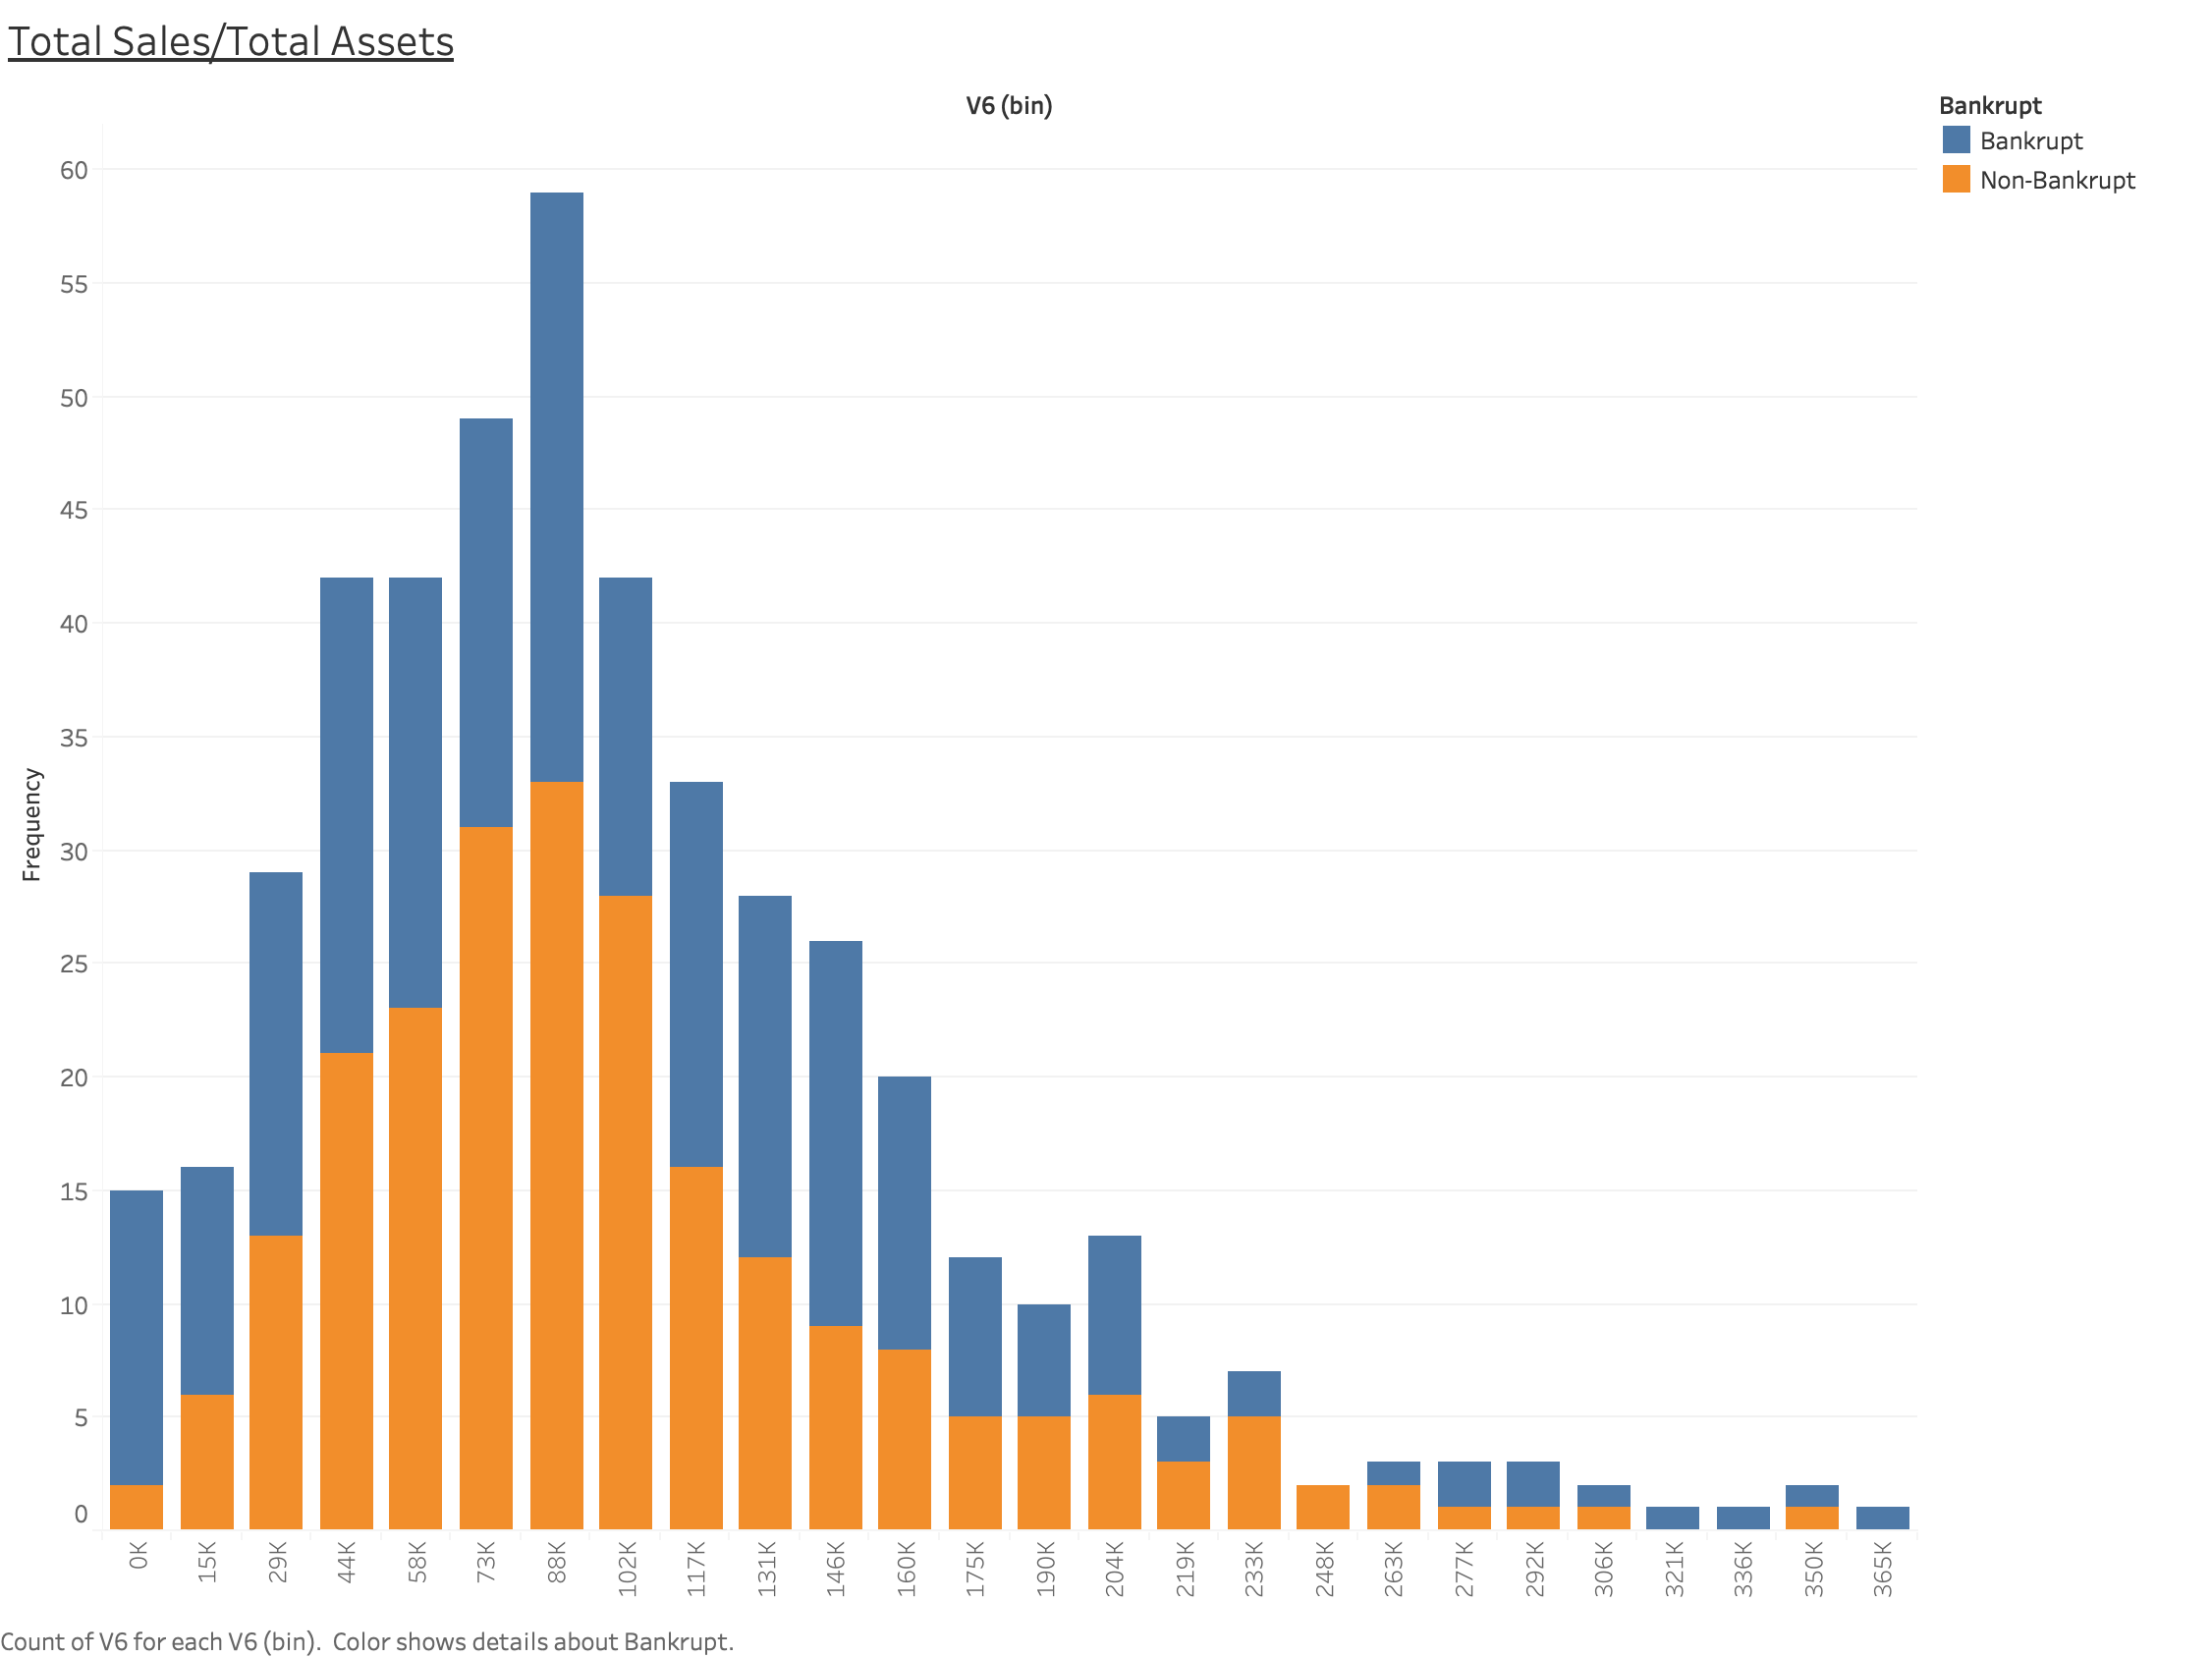 Total Sales/Total Assets
V6 (bin)
Bankrupt
Bankrupt
Non-Bankrupt
Frequency
60
55
50
45
40
35
30
25
20
15
10
5
0
0K
15K
29K
44K
58K
73K
88K
102K
117K
131K
146K
160K
175K
190K
204K
219K
233K
248K
263K
277K
292K
306K
321K
336K
350K
365K
Count of V6 for each V6 (bin). Color shows details about Bankrupt.